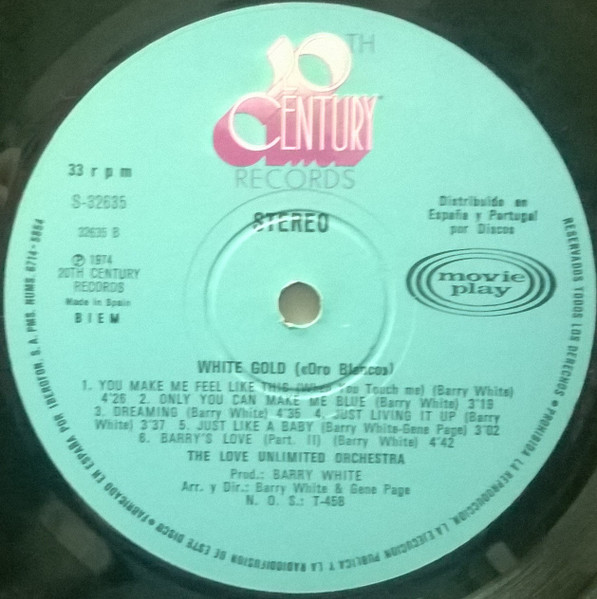 20TH
CENTURY
RECORDS
STEREO
33 rpm
S-32635
32635 B
Ⓟ 1974
20TH CENTURY
RECORDS
Made in Spain
BIEM
Distribuido en
España y Portugal
por Discos
movie
play
WHITE GOLD («Oro Blanco»)
1. YOU MAKE ME FEEL LIKE THIS (When You Touch me) (Barry White)
4'26 2. ONLY YOU CAN MAKE ME BLUE (Barry White) 3'19
3. DREAMING (Barry White) 4'35 4. JUST LIVING IT UP (Barry
White) 3'37 5. JUST LIKE A BABY (Barry White-Gene Page) 3'02
6. BARRY'S LOVE (Part. II) (Barry White) 4'42
THE LOVE UNLIMITED ORCHESTRA
Prod.: BARRY WHITE
Arr. y Dir.: Barry White & Gene Page
N. O. S.: T-458
RESERVADOS TODOS LOS DERECHOS • PROHIBIDA LA REPRODUCCION, LA EJECUCION PUBLICA Y LA RADIODIFUSION DE ESTE DISCO • FABRICADO EN ESPAÑA POR IBEROFON, S. A. PMS. NUMS. 6714-3854